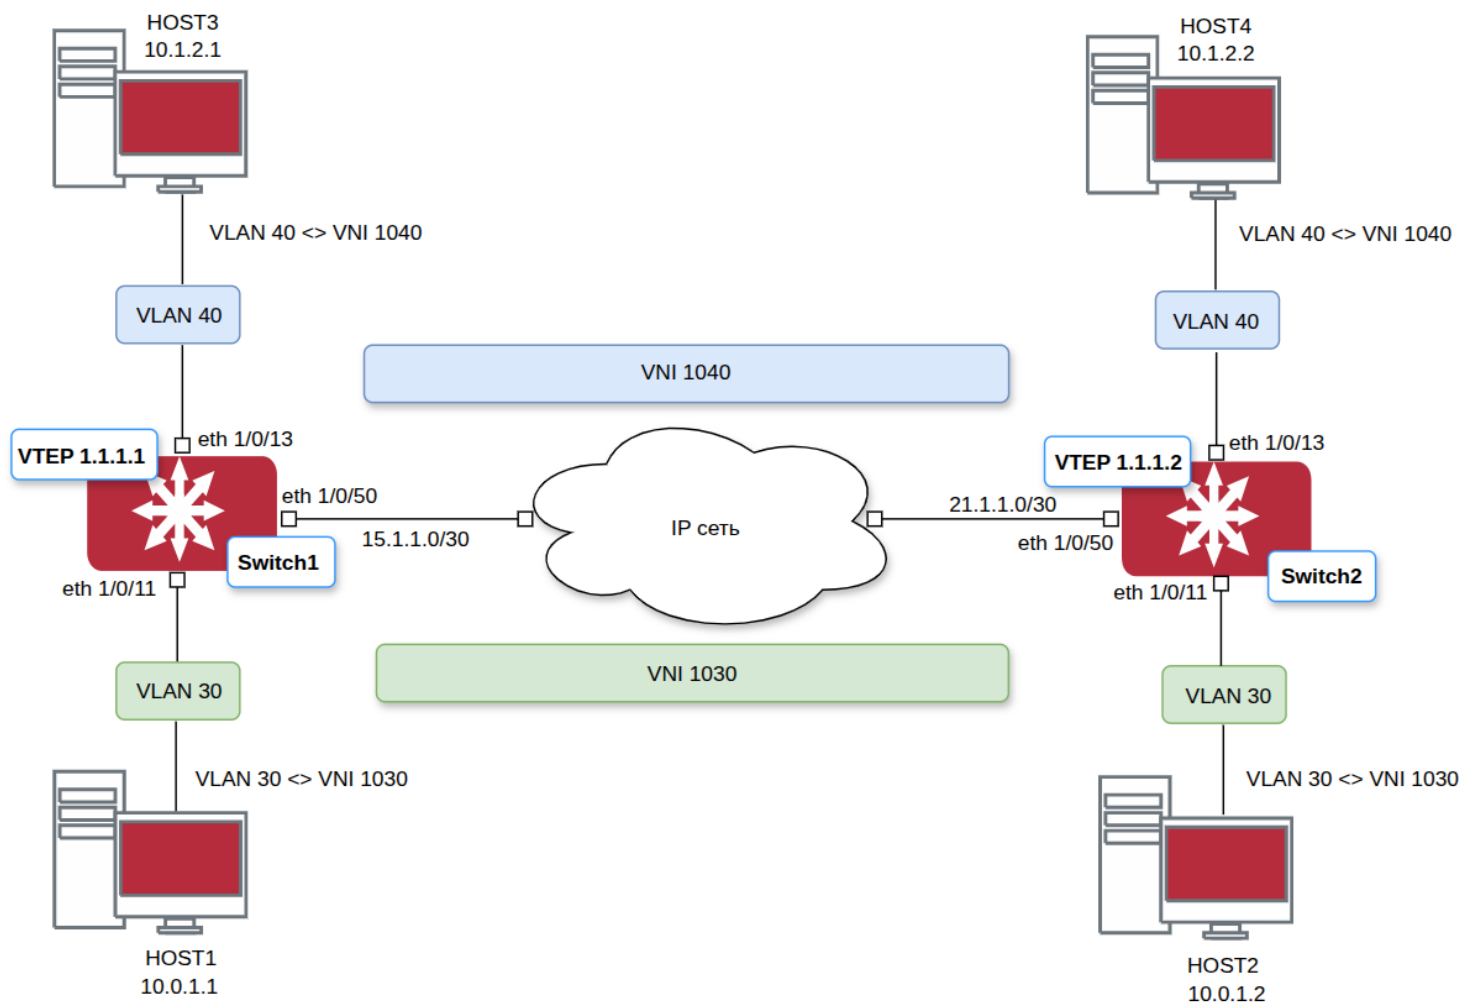 HOST3
10.1.2.1
HOST4
10.1.2.2
VLAN 40 <> VNI 1040
VLAN 40 <> VNI 1040
VLAN 40
VLAN 40
VNI 1040
eth 1/0/13
eth 1/0/13
VTEP 1.1.1.1
VTEP 1.1.1.2
eth 1/0/50
15.1.1.0/30
IP сеть
21.1.1.0/30
eth 1/0/50
Switch1
Switch2
eth 1/0/11
eth 1/0/11
VNI 1030
VLAN 30
VLAN 30
VLAN 30 <> VNI 1030
VLAN 30 <> VNI 1030
HOST1
10.0.1.1
HOST2
10.0.1.2